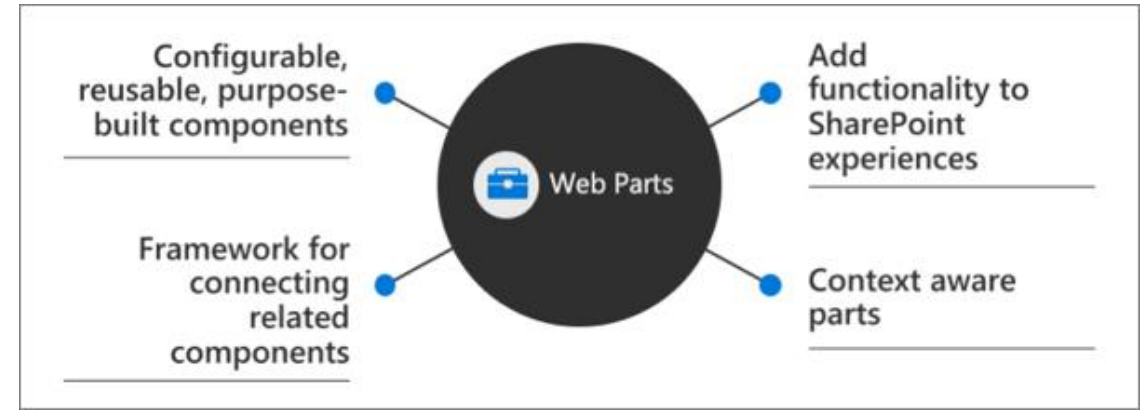 Configurable,
reusable, purpose-
built components
Framework for
connecting
related
components
Web Parts
Add
functionality to
SharePoint
experiences
Context aware
parts